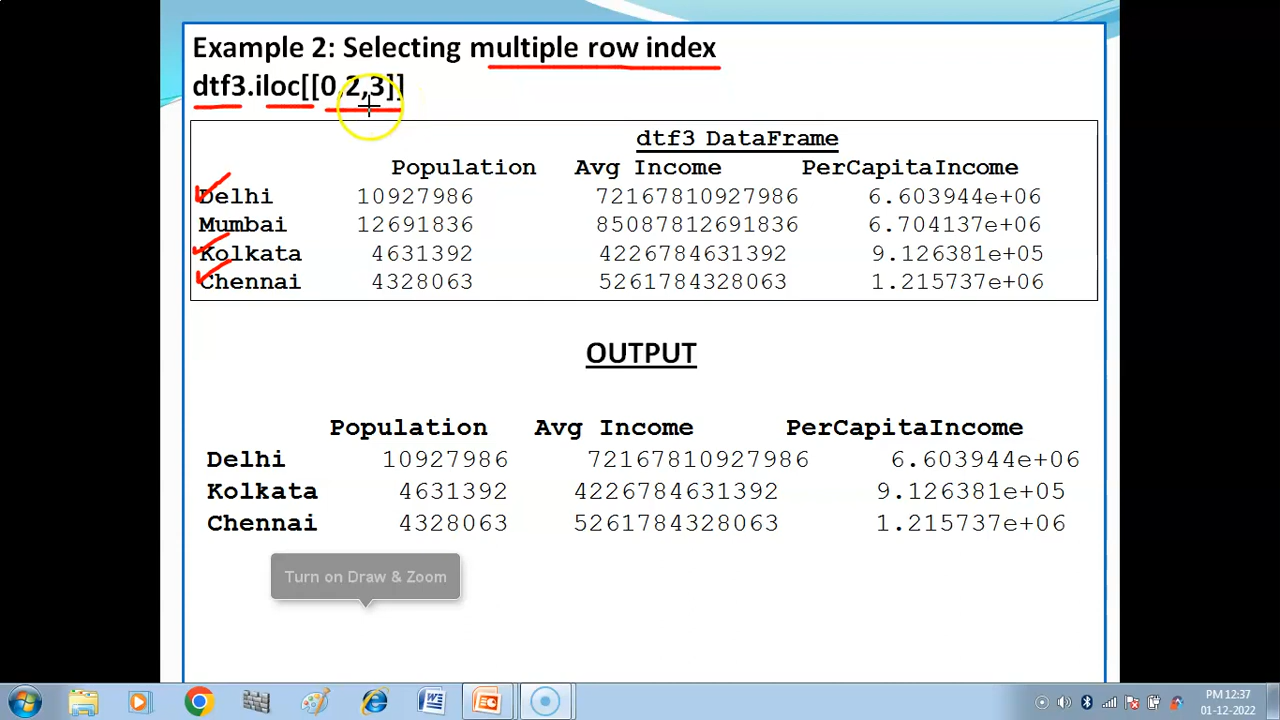 Example 2: Selecting multiple row index
dtf3.iloc[[0,2,3]]
dtf3 DataFrame
Population Avg Income PerCapitaIncome
Delhi 10927986 72167810927986 6.603944e+06
Mumbai 12691836 85087812691836 6.704137e+06
Kolkata 4631392 4226784631392 9.126381e+05
Chennai 4328063 5261784328063 1.215737e+06
OUTPUT
Population Avg Income PerCapitaIncome
Delhi 10927986 72167810927986 6.603944e+06
Kolkata 4631392 4226784631392 9.126381e+05
Chennai 4328063 5261784328063 1.215737e+06
Turn on Draw & Zoom
PM 12:37
01-12-2022